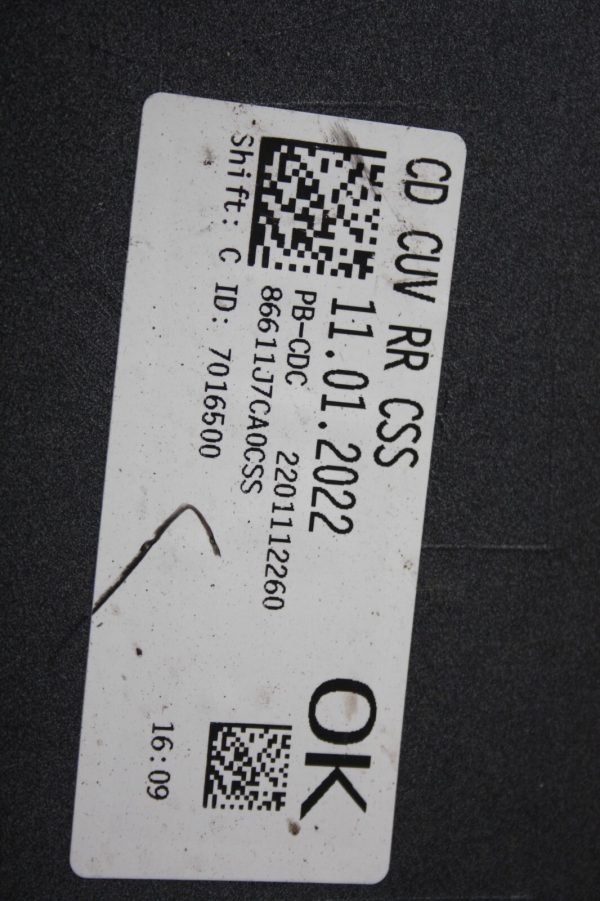 CD CUV RR CSS
11.01.2022
PB-CDC 2201112260
86611J7CA0CSS
Shift: C ID: 7016500
OK
16:09